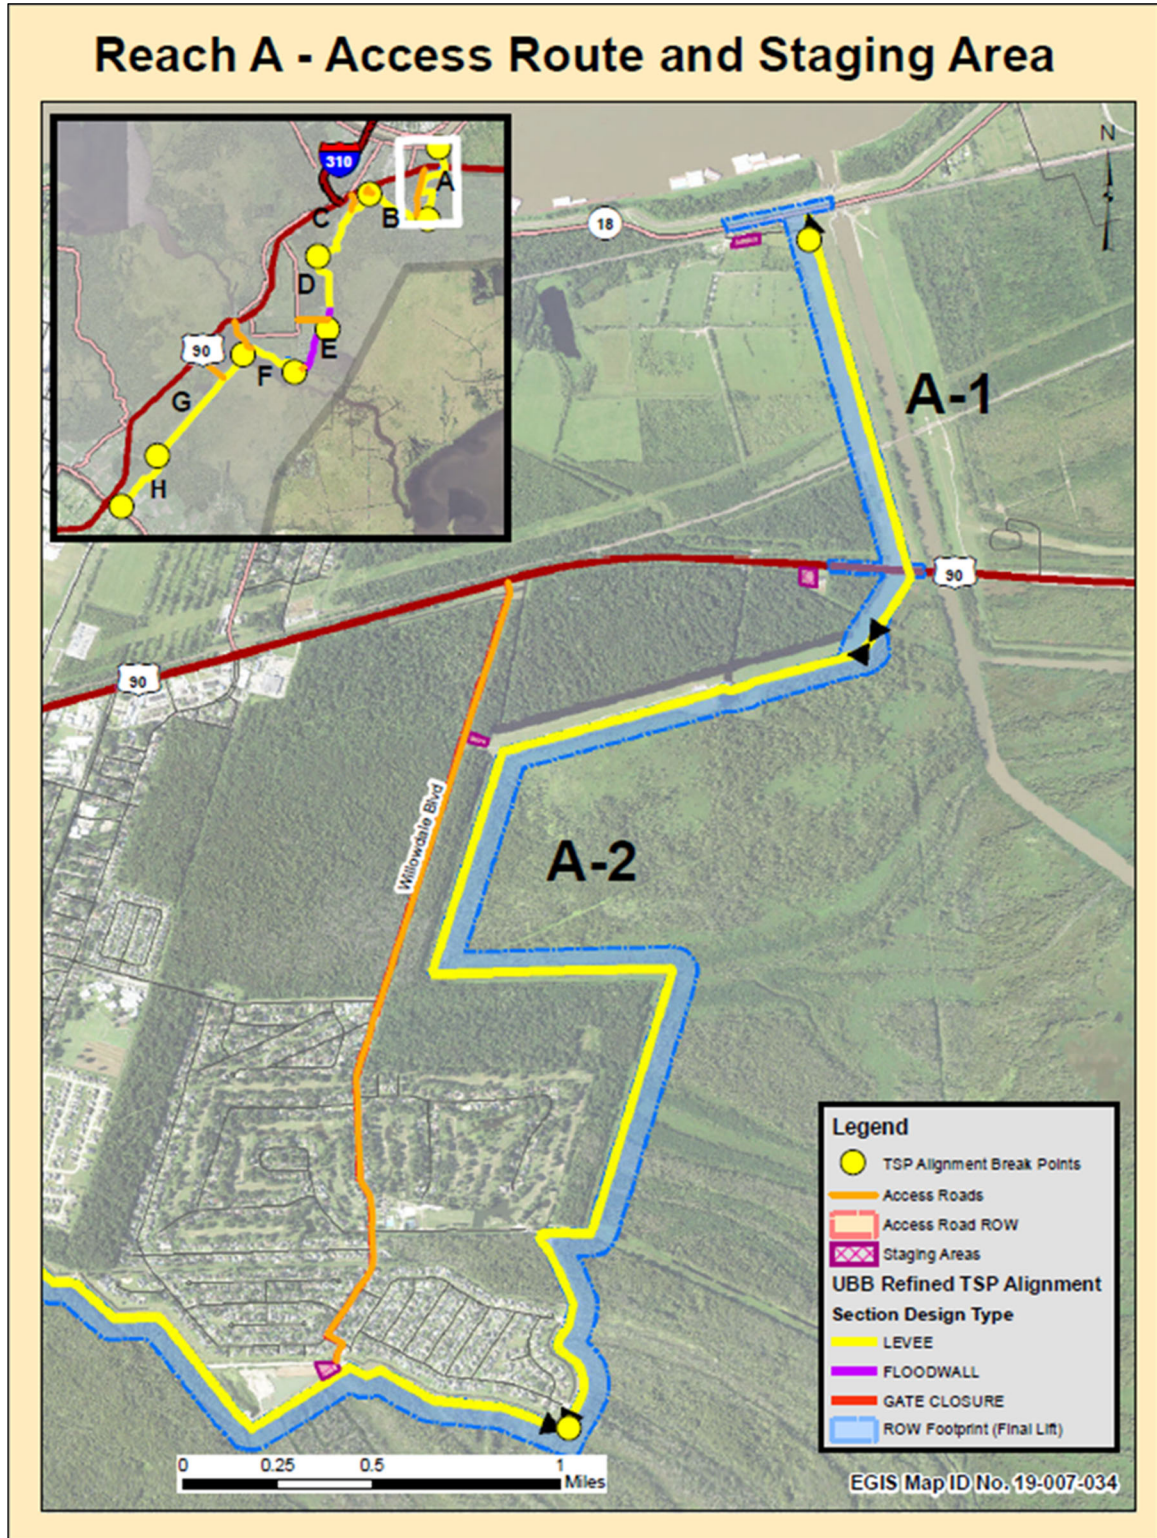 Reach A - Access Route and Staging Area
310
A
C
B
D
E
90
F
G
H
N
18
A-1
90
90
Willowdale Blvd
A-2
Legend
TSP Alignment Break Points
Access Roads
Access Road ROW
Staging Areas
UBB Refined TSP Alignment
Section Design Type
LEVEE
FLOODWALL
GATE CLOSURE
ROW Footprint (Final Lift)
0 0.25 0.5 1
Miles
EGIS Map ID No. 19-007-034